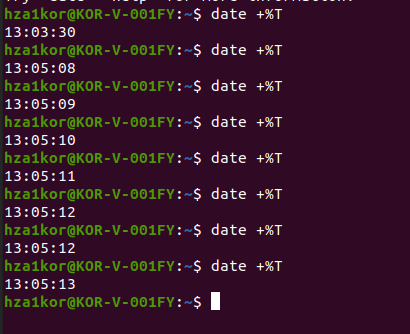 hza1kor@KOR-V-001FY:~$ date +%T
13:03:30
hza1kor@KOR-V-001FY:~$ date +%T
13:05:08
hza1kor@KOR-V-001FY:~$ date +%T
13:05:09
hza1kor@KOR-V-001FY:~$ date +%T
13:05:10
hza1kor@KOR-V-001FY:~$ date +%T
13:05:11
hza1kor@KOR-V-001FY:~$ date +%T
13:05:12
hza1kor@KOR-V-001FY:~$ date +%T
13:05:12
hza1kor@KOR-V-001FY:~$ date +%T
13:05:13
hza1kor@KOR-V-001FY:~$